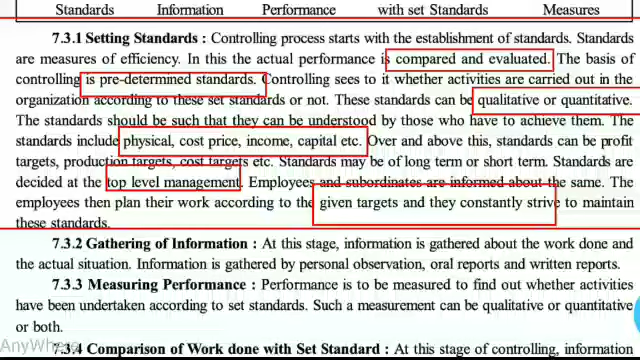 Standards Information Performance with set Standards Measures
7.3.1 Setting Standards : Controlling process starts with the establishment of standards. Standards
are measures of efficiency. In this the actual performance is compared and evaluated. The basis of
controlling is pre-determined standards. Controlling sees to it whether activities are carried out in the
organization according to these set standards or not. These standards can be qualitative or quantitative.
The standards should be such that they can be understood by those who have to achieve them. The
standards include physical, cost price, income, capital etc. Over and above this, standards can be profit
targets, production targets, cost targets etc. Standards may be of long term or short term. Standards are
decided at the top level management. Employees and subordinates are informed about the same. The
employees then plan their work according to the given targets and they constantly strive to maintain
these standards.
7.3.2 Gathering of Information : At this stage, information is gathered about the work done and
the actual situation. Information is gathered by personal observation, oral reports and written reports.
7.3.3 Measuring Performance : Performance is to be measured to find out whether activities
have been undertaken according to set standards. Such a measurement can be qualitative or quantitative
or both.
AnyWhere
7.3.4 Comparison of Work done with Set Standard : At this stage of controlling, information